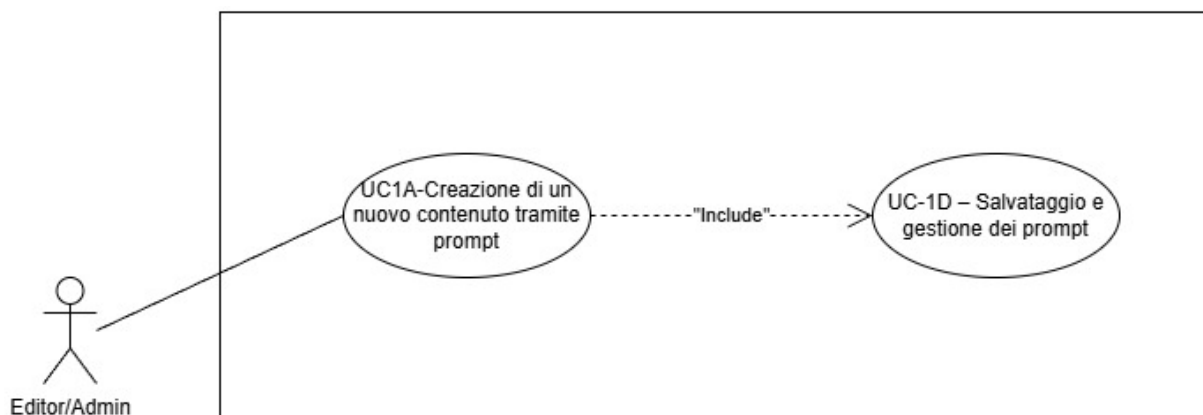 UC1A-Creazione di un
nuovo contenuto tramite
prompt
"Include"
UC-1D – Salvataggio e
gestione dei prompt
Editor/Admin